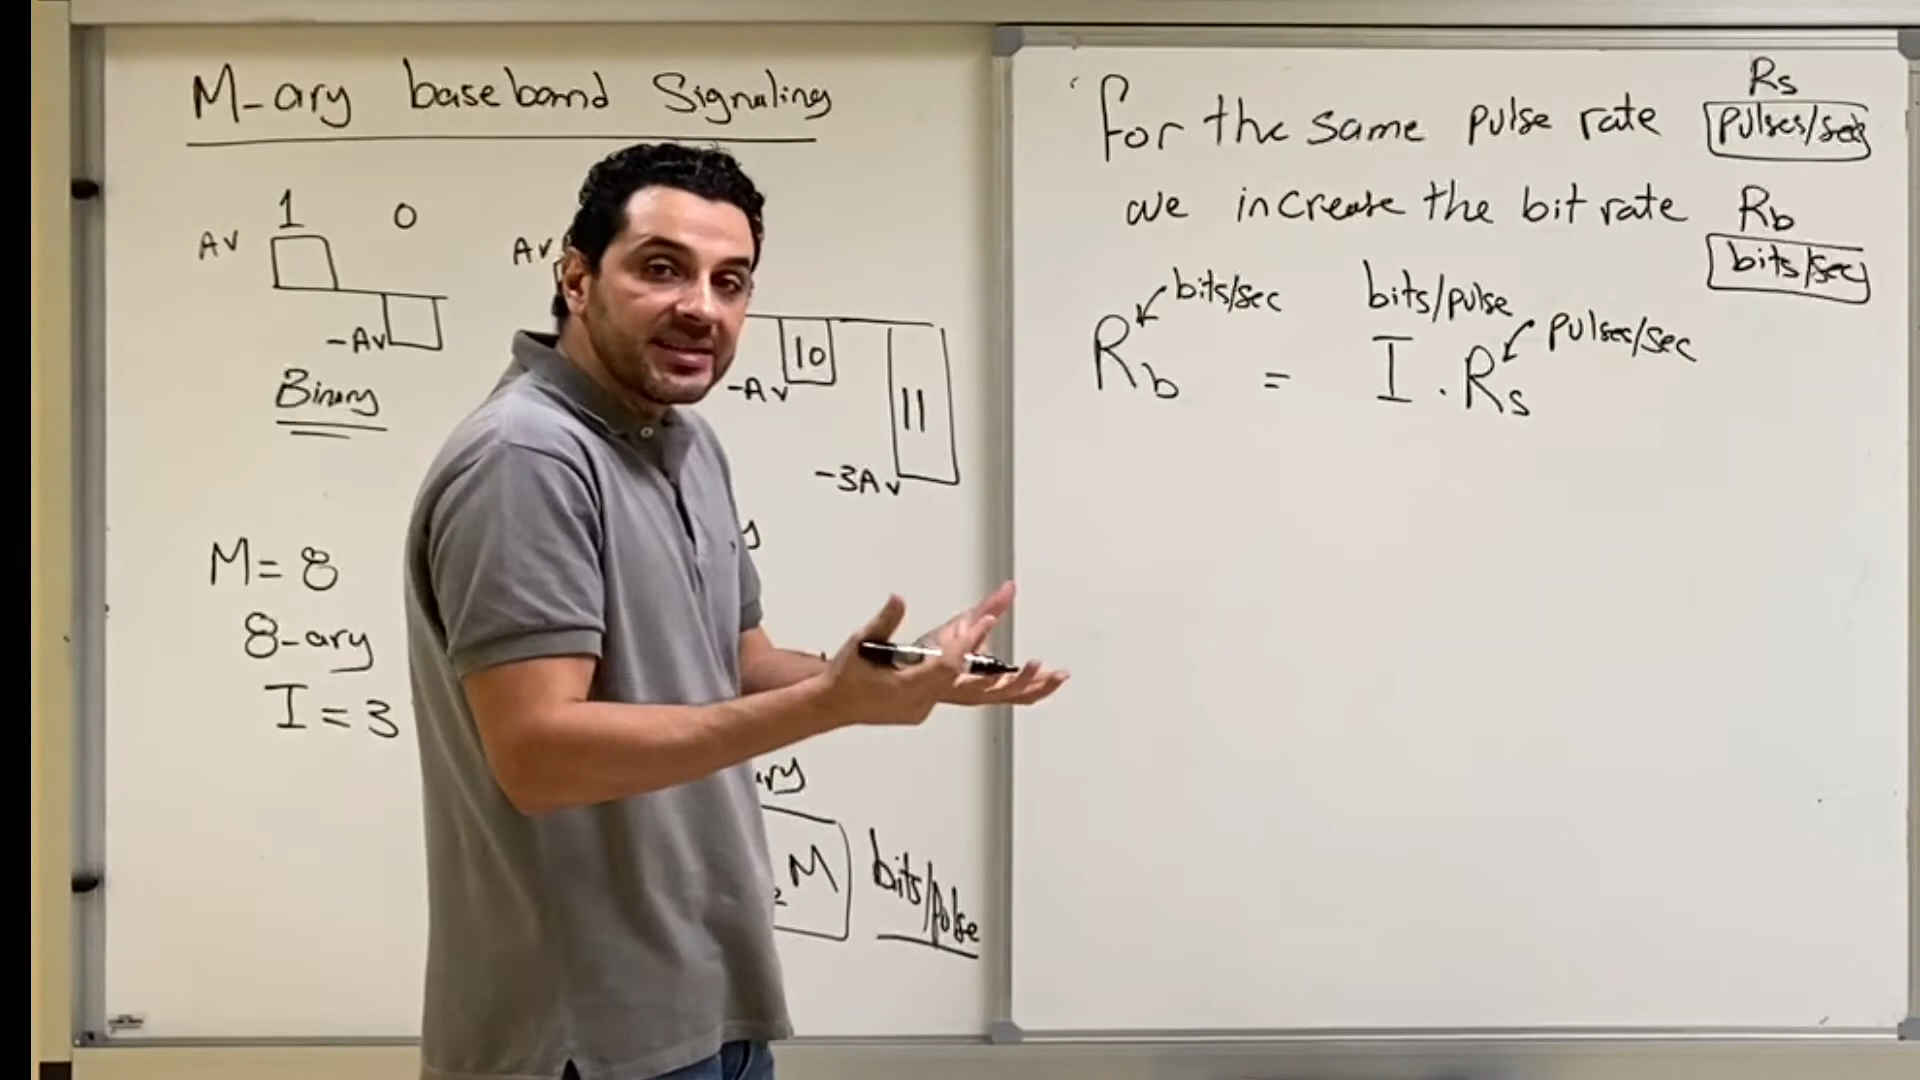 M-ary baseband Signaling
1 0
Av
-Av
Binary
Av
10
-Av
11
-3Av
M=8
8-ary
I=3
M
bits/pulse
for the same pulse rate Rs
pulses/sec
we increase the bit rate Rb
bits/sec
bits/sec bits/pulse pulses/sec
Rb = I . Rs